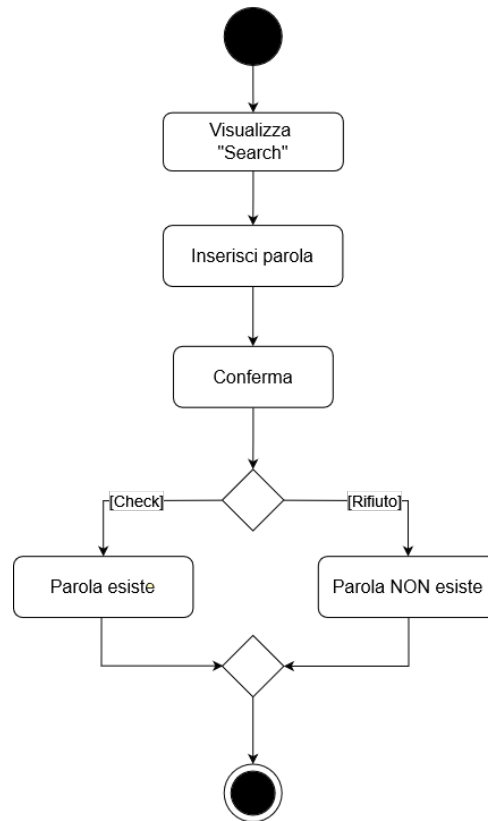 Visualizza
"Search"
Inserisci parola
Conferma
[Check]
[Rifiuto]
Parola esiste
Parola NON esiste